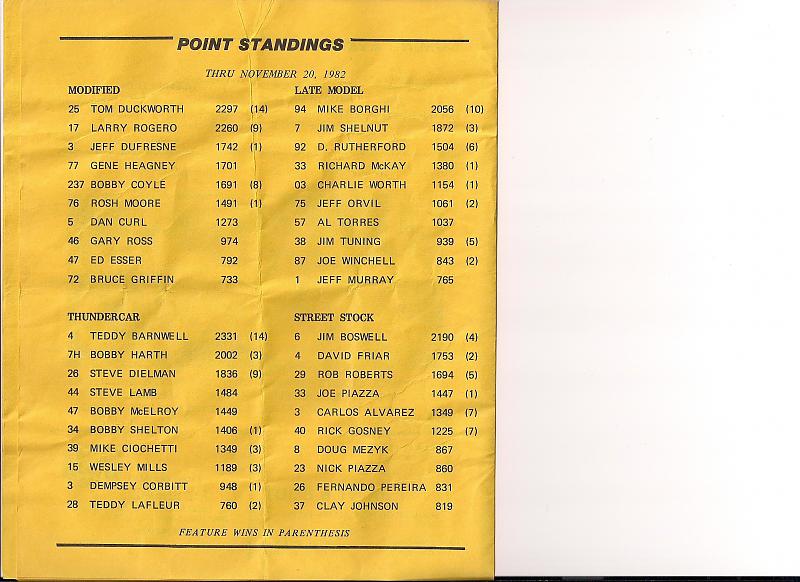 POINT STANDINGS
THRU NOVEMBER 20, 1982
MODIFIED
25 TOM DUCKWORTH 2297 (14)
17 LARRY ROGERO 2260 (9)
3 JEFF DUFRESNE 1742 (1)
77 GENE HEAGNEY 1701
237 BOBBY COYLE 1691 (8)
76 ROSH MOORE 1491 (1)
5 DAN CURL 1273
46 GARY ROSS 974
47 ED ESSER 792
72 BRUCE GRIFFIN 733
LATE MODEL
94 MIKE BORGHI 2056 (10)
7 JIM SHELNUT 1872 (3)
92 D. RUTHERFORD 1504 (6)
33 RICHARD McKAY 1380 (1)
03 CHARLIE WORTH 1154 (1)
75 JEFF ORVIL 1061 (2)
57 AL TORRES 1037
38 JIM TUNING 939 (5)
87 JOE WINCHELL 843 (2)
1 JEFF MURRAY 765
THUNDERCAR
4 TEDDY BARNWELL 2331 (14)
7H BOBBY HARTH 2002 (3)
26 STEVE DIELMAN 1836 (9)
44 STEVE LAMB 1484
47 BOBBY McELROY 1449
34 BOBBY SHELTON 1406 (1)
39 MIKE CIOCHETTI 1349 (3)
15 WESLEY MILLS 1189 (3)
3 DEMPSEY CORBITT 948 (1)
28 TEDDY LAFLEUR 760 (2)
STREET STOCK
6 JIM BOSWELL 2190 (4)
4 DAVID FRIAR 1753 (2)
29 ROB ROBERTS 1694 (5)
33 JOE PIAZZA 1447 (1)
3 CARLOS ALVAREZ 1349 (7)
40 RICK GOSNEY 1225 (7)
8 DOUG MEZYK 867
23 NICK PIAZZA 860
26 FERNANDO PEREIRA 831
37 CLAY JOHNSON 819
FEATURE WINS IN PARENTHESIS